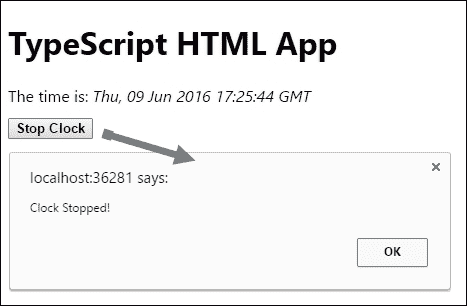 TypeScript HTML App
The time is: Thu, 09 Jun 2016 17:25:44 GMT
Stop Clock
localhost:36281 says:
Clock Stopped!
OK